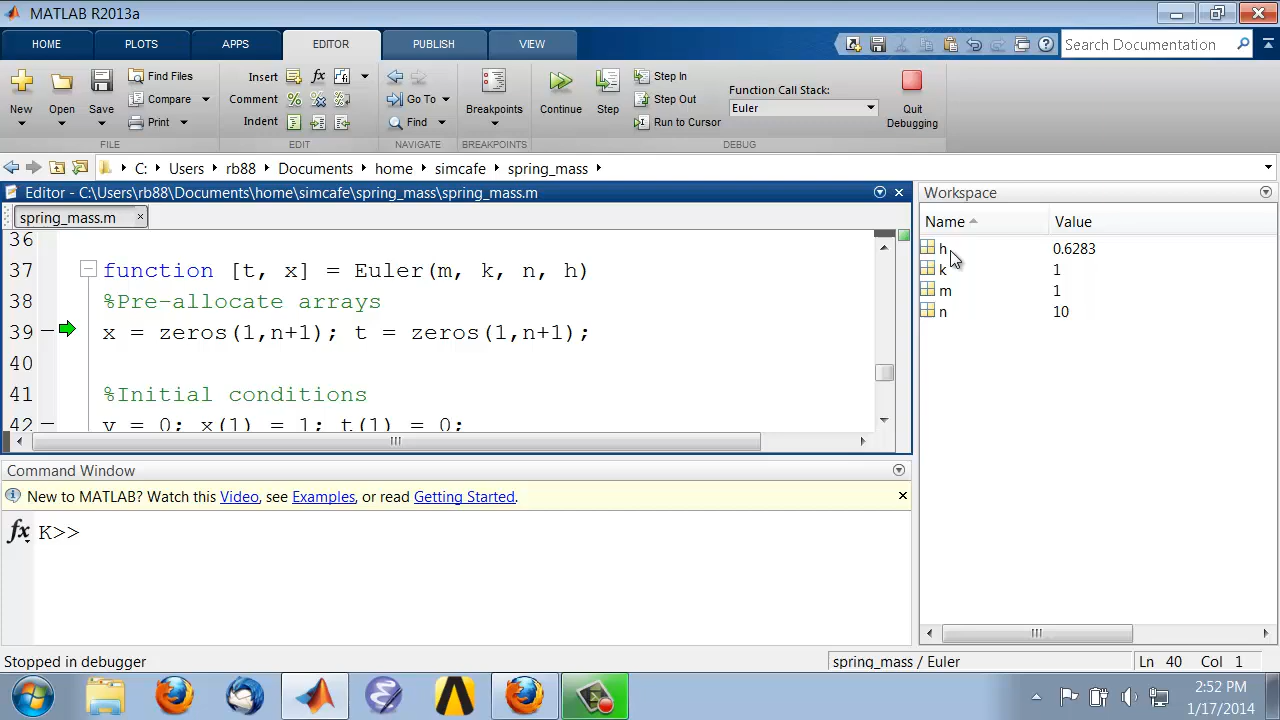 MATLAB R2013a
HOME PLOTS APPS EDITOR PUBLISH VIEW Search Documentation
New Open Save
Find Files
Compare
Print
FILE
Insert
Comment
Indent
EDIT
Go To
Find
NAVIGATE
Breakpoints
BREAKPOINTS
Continue Step
Step In
Step Out
Run to Cursor
Function Call Stack:
Euler
Quit
Debugging
DEBUG
C: Users rb88 Documents home simcafe spring_mass
Editor - C:\Users\rb88\Documents\home\simcafe\spring_mass\spring_mass.m
spring_mass.m
36
37 function [t, x] = Euler(m, k, n, h)
38 %Pre-allocate arrays
39 x = zeros(1,n+1); t = zeros(1,n+1);
40
41 %Initial conditions
42 v = 0; x(1) = 1; t(1) = 0;
Workspace
Name Value
h 0.6283
k 1
m 1
n 10
Command Window
New to MATLAB? Watch this Video, see Examples, or read Getting Started.
fx K>>
Stopped in debugger
spring_mass / Euler Ln 40 Col 1
2:52 PM
1/17/2014